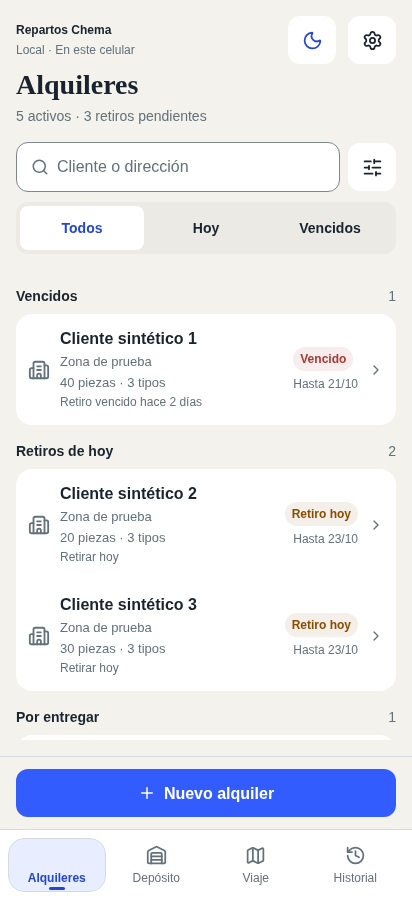 Repartos Chema
Local · En este celular
Alquileres
5 activos · 3 retiros pendientes
Cliente o dirección
Todos
Hoy
Vencidos
Vencidos
1
Cliente sintético 1
Zona de prueba
40 piezas · 3 tipos
Retiro vencido hace 2 días
Vencido
Hasta 21/10
Retiros de hoy
2
Cliente sintético 2
Zona de prueba
20 piezas · 3 tipos
Retirar hoy
Retiro hoy
Hasta 23/10
Cliente sintético 3
Zona de prueba
30 piezas · 3 tipos
Retirar hoy
Retiro hoy
Hasta 23/10
Por entregar
1
Nuevo alquiler
Alquileres
Depósito
Viaje
Historial